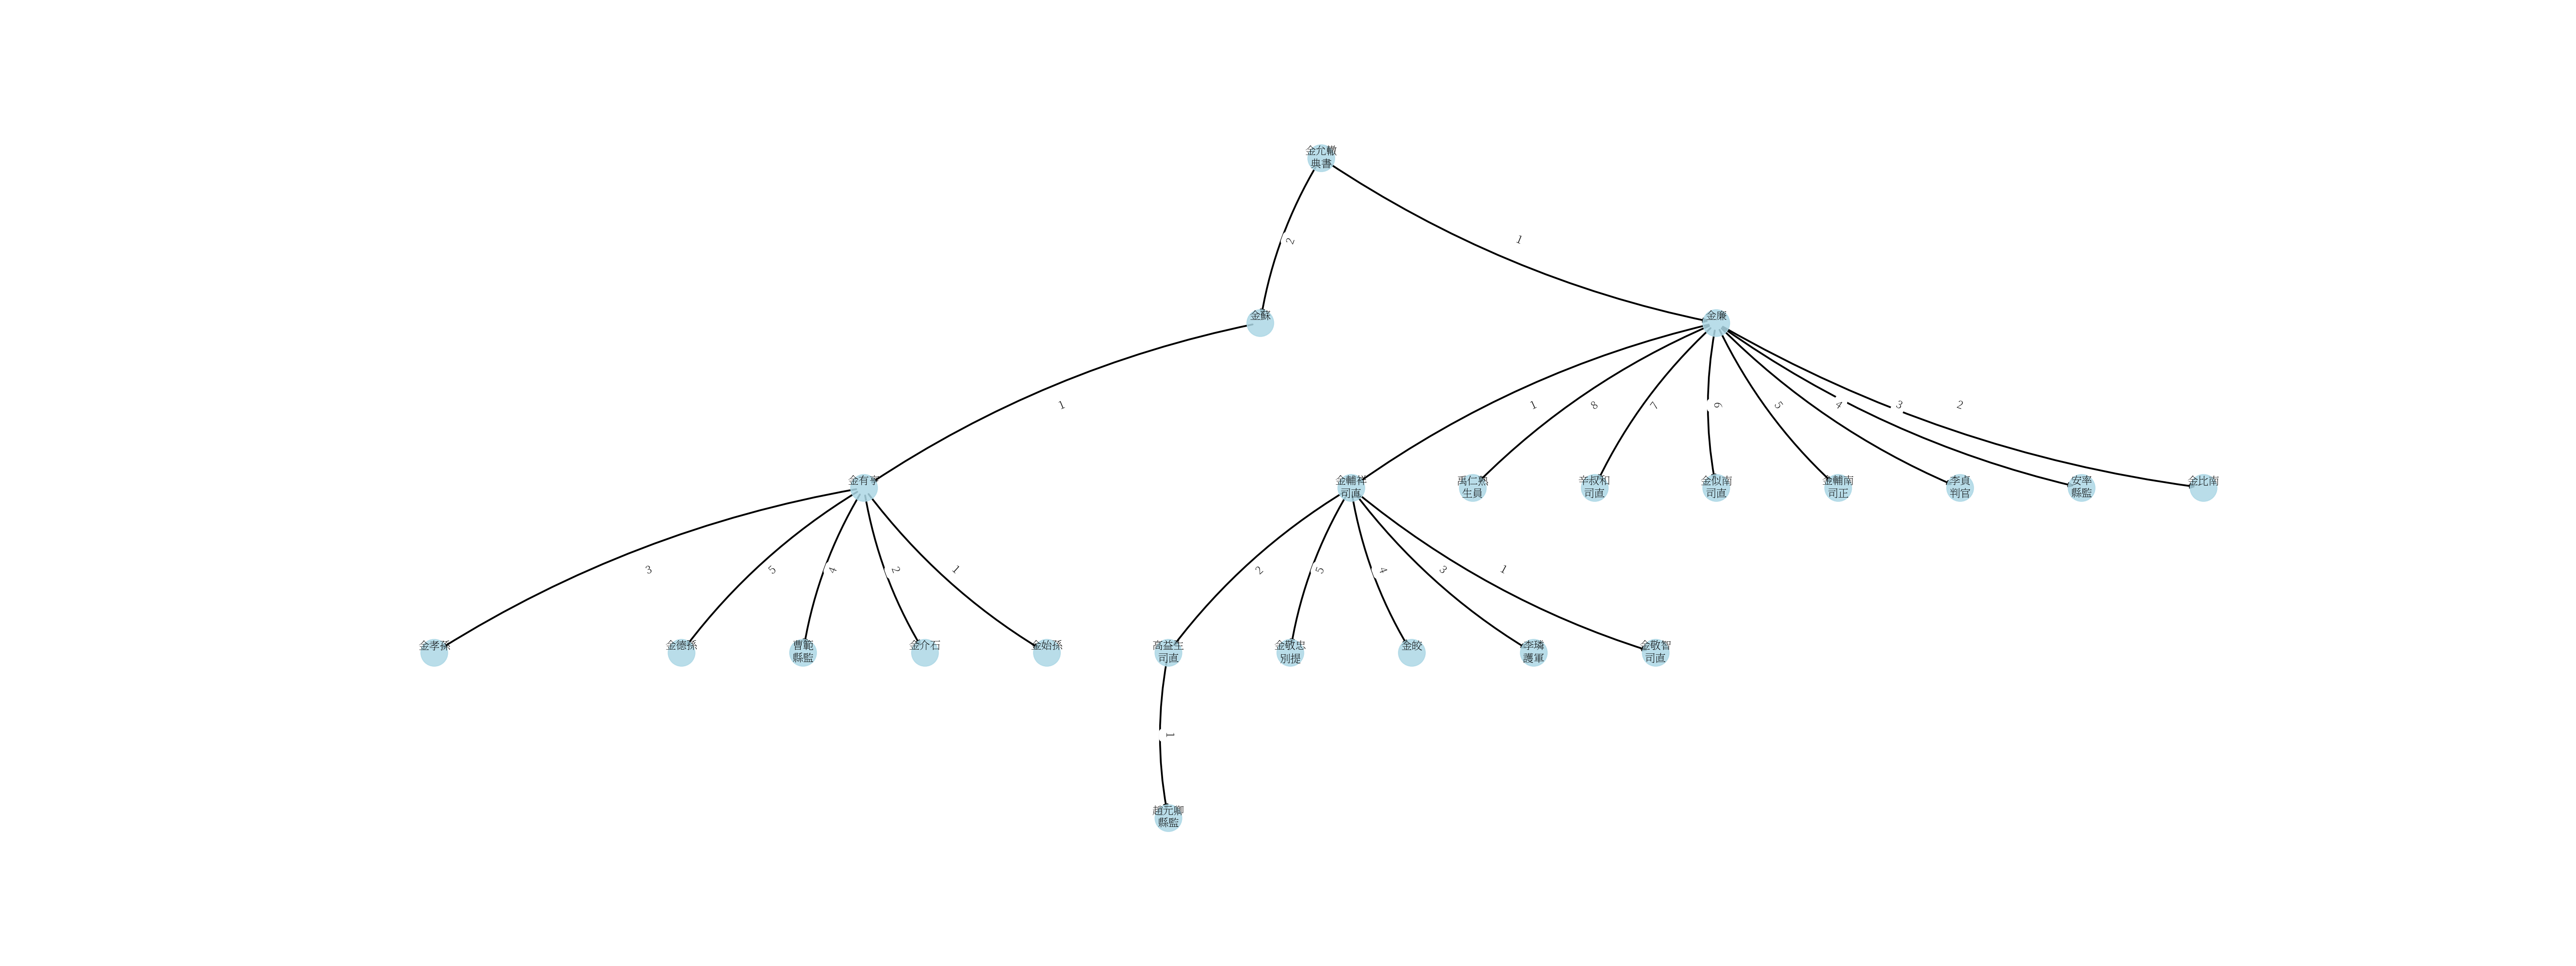 金允轍
典書
2
1
金蘇
金廉
1
1
8
7
6
5
4
3
2
金有亨
金輔祥
司直
禹仁熟
生員
辛叔和
司直
金似南
司直
金輔南
司正
李貞
判官
安率
縣監
金比南
3
5
4
2
1
2
5
4
3
1
金孝孫
金德孫
曹範
縣監
金介石
金始孫
高益生
司直
金敬忠
別提
金皎
李璘
護軍
金敬智
司直
1
趙元卿
縣監